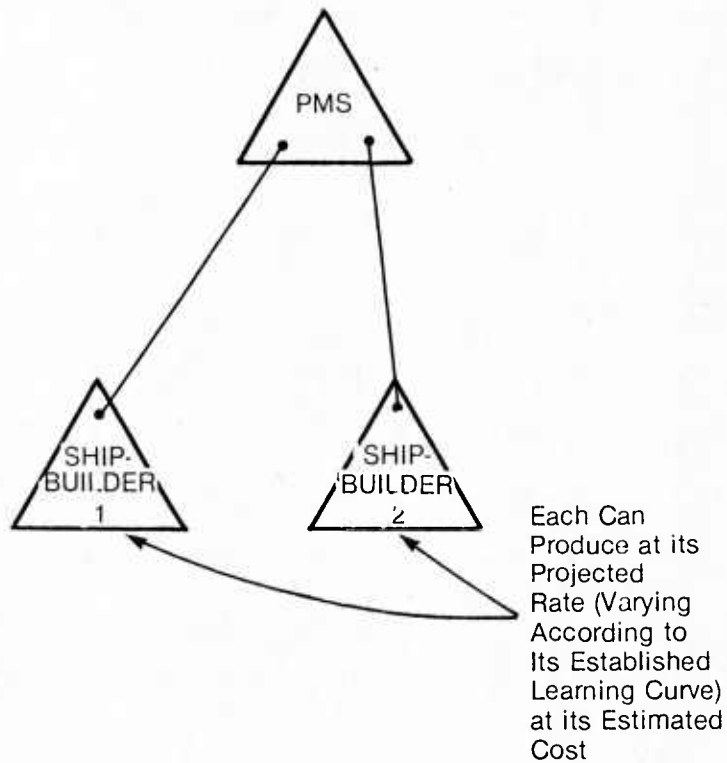 PMS
SHIP-
BUILDER
1
SHIP-
BUILDER
2
Each Can
Produce at its
Projected
Rate (Varying
According to
Its Established
Learning Curve)
at its Estimated
Cost